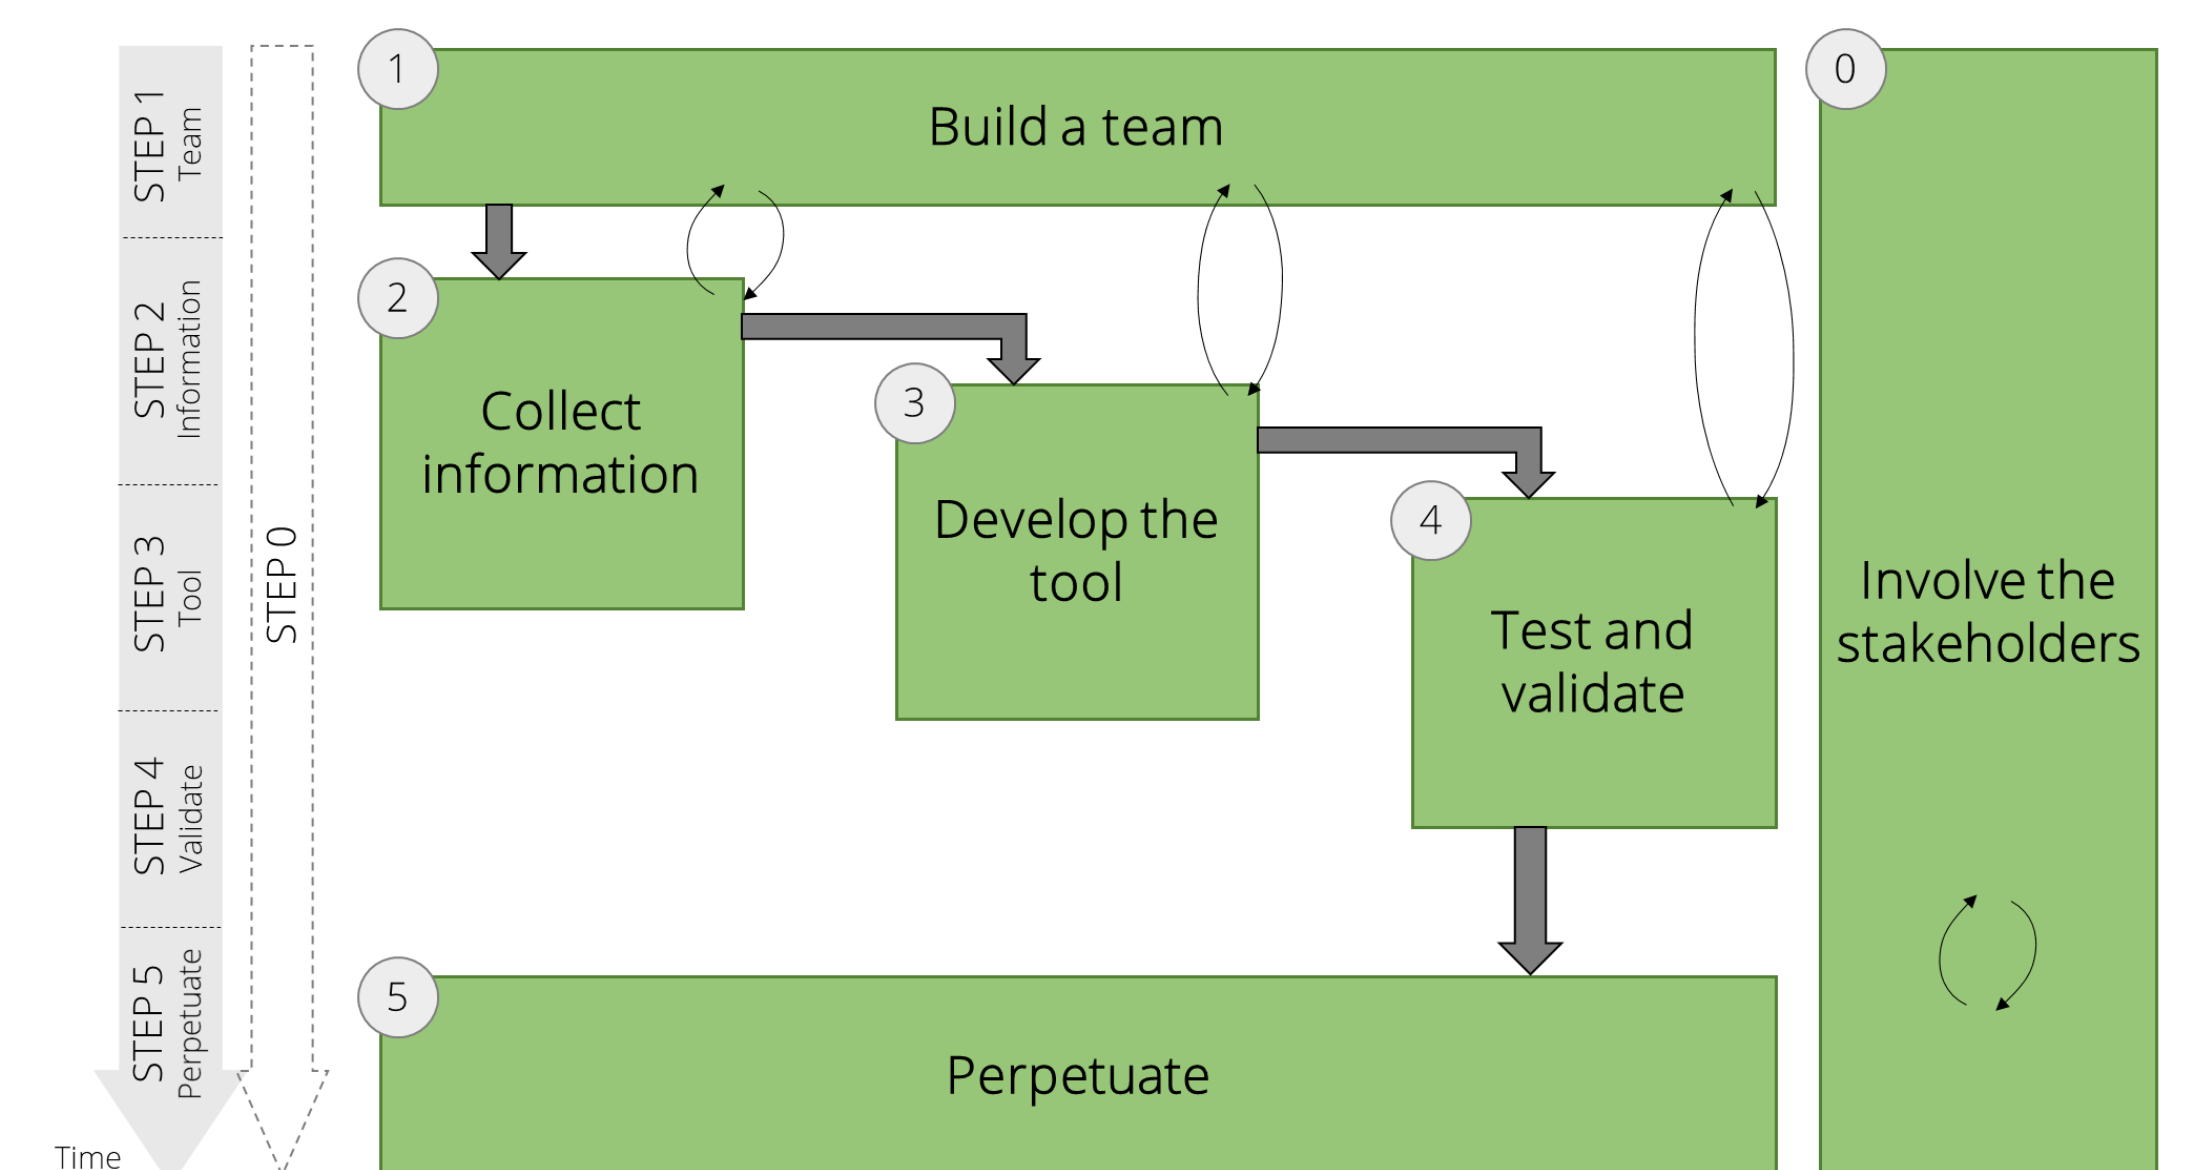 STEP 1
Team
STEP 2
Information
STEP 3
Tool
STEP 4
Validate
STEP 5
Perpetuate
Time
STEP 0
1
Build a team
2
Collect
information
3
Develop the
tool
4
Test and
validate
5
Perpetuate
0
Involve the
stakeholders